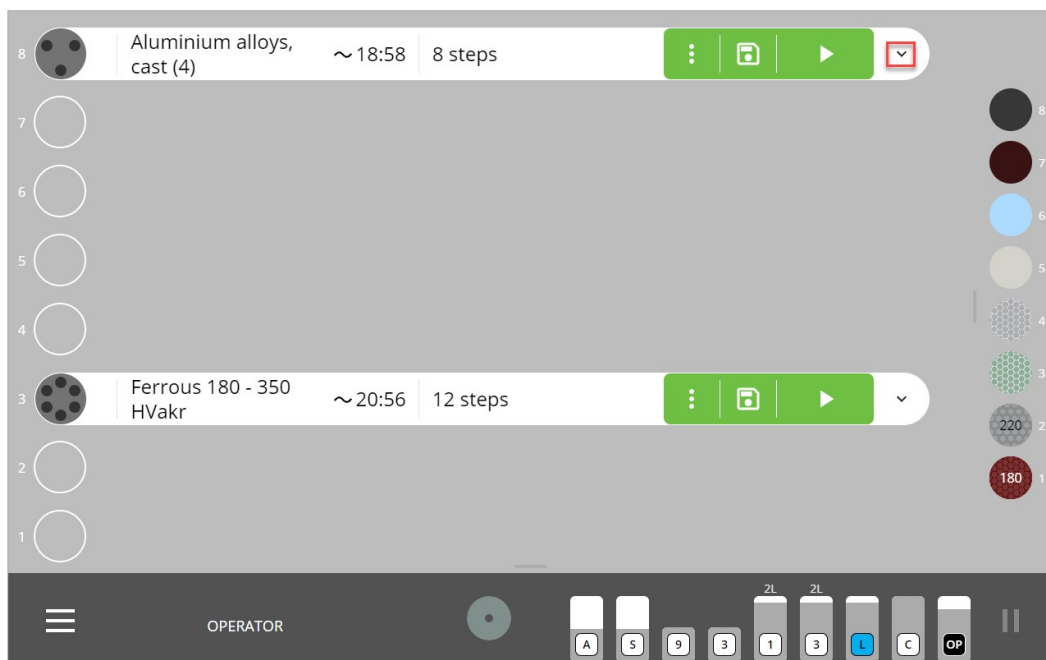 8
Aluminium alloys,
cast (4)
~ 18:58
8 steps
7
6
5
4
3
Ferrous 180 - 350
HVakr
~ 20:56
12 steps
2
1
8
7
6
5
4
3
220 2
180 1
OPERATOR
2L 2L
A S 9 3 1 3 L C OP